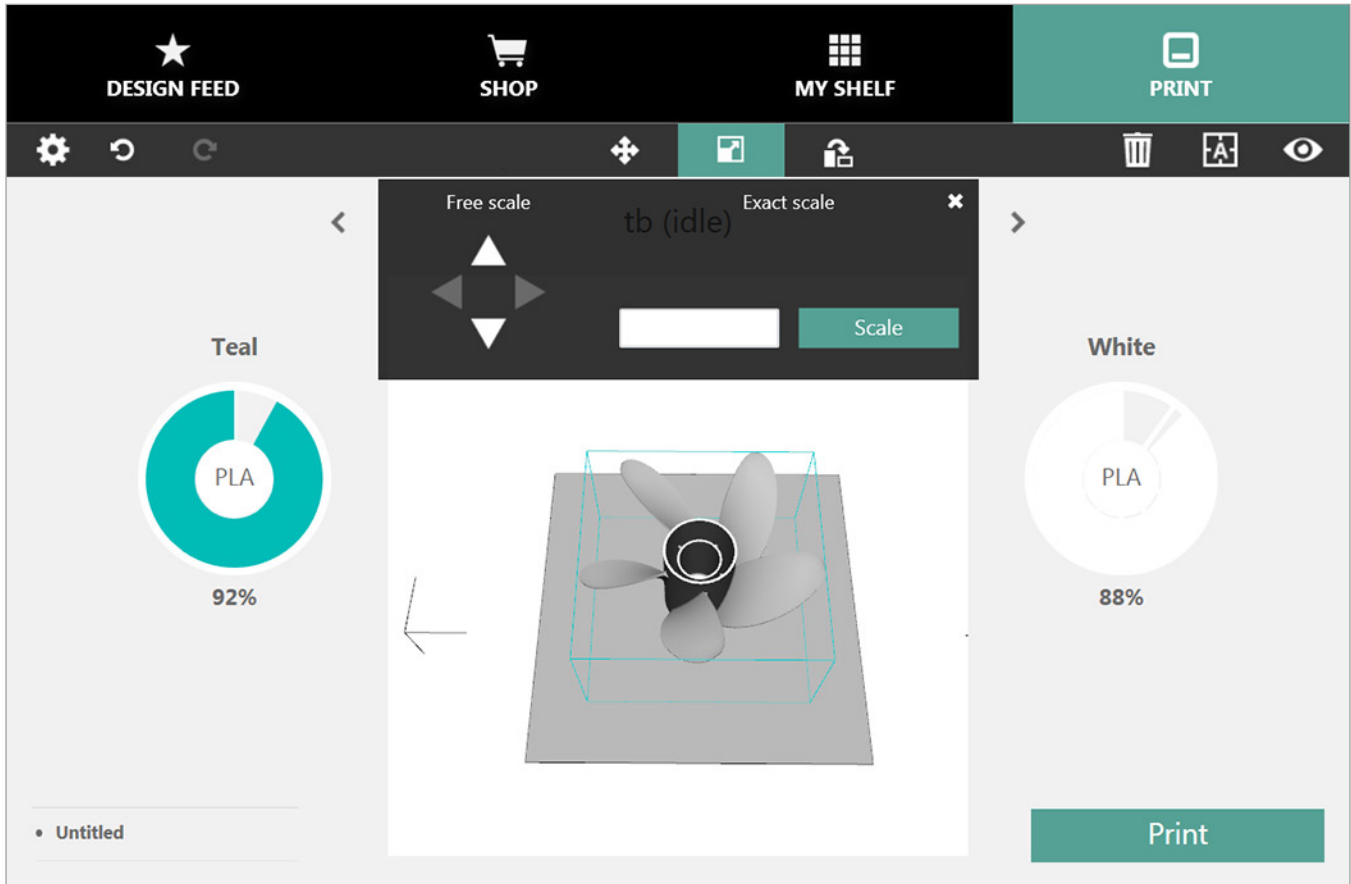 DESIGN FEED
SHOP
MY SHELF
PRINT
A
Free scale
Exact scale
tb (idle)
Scale
Teal
PLA
92%
White
PLA
88%
• Untitled
Print